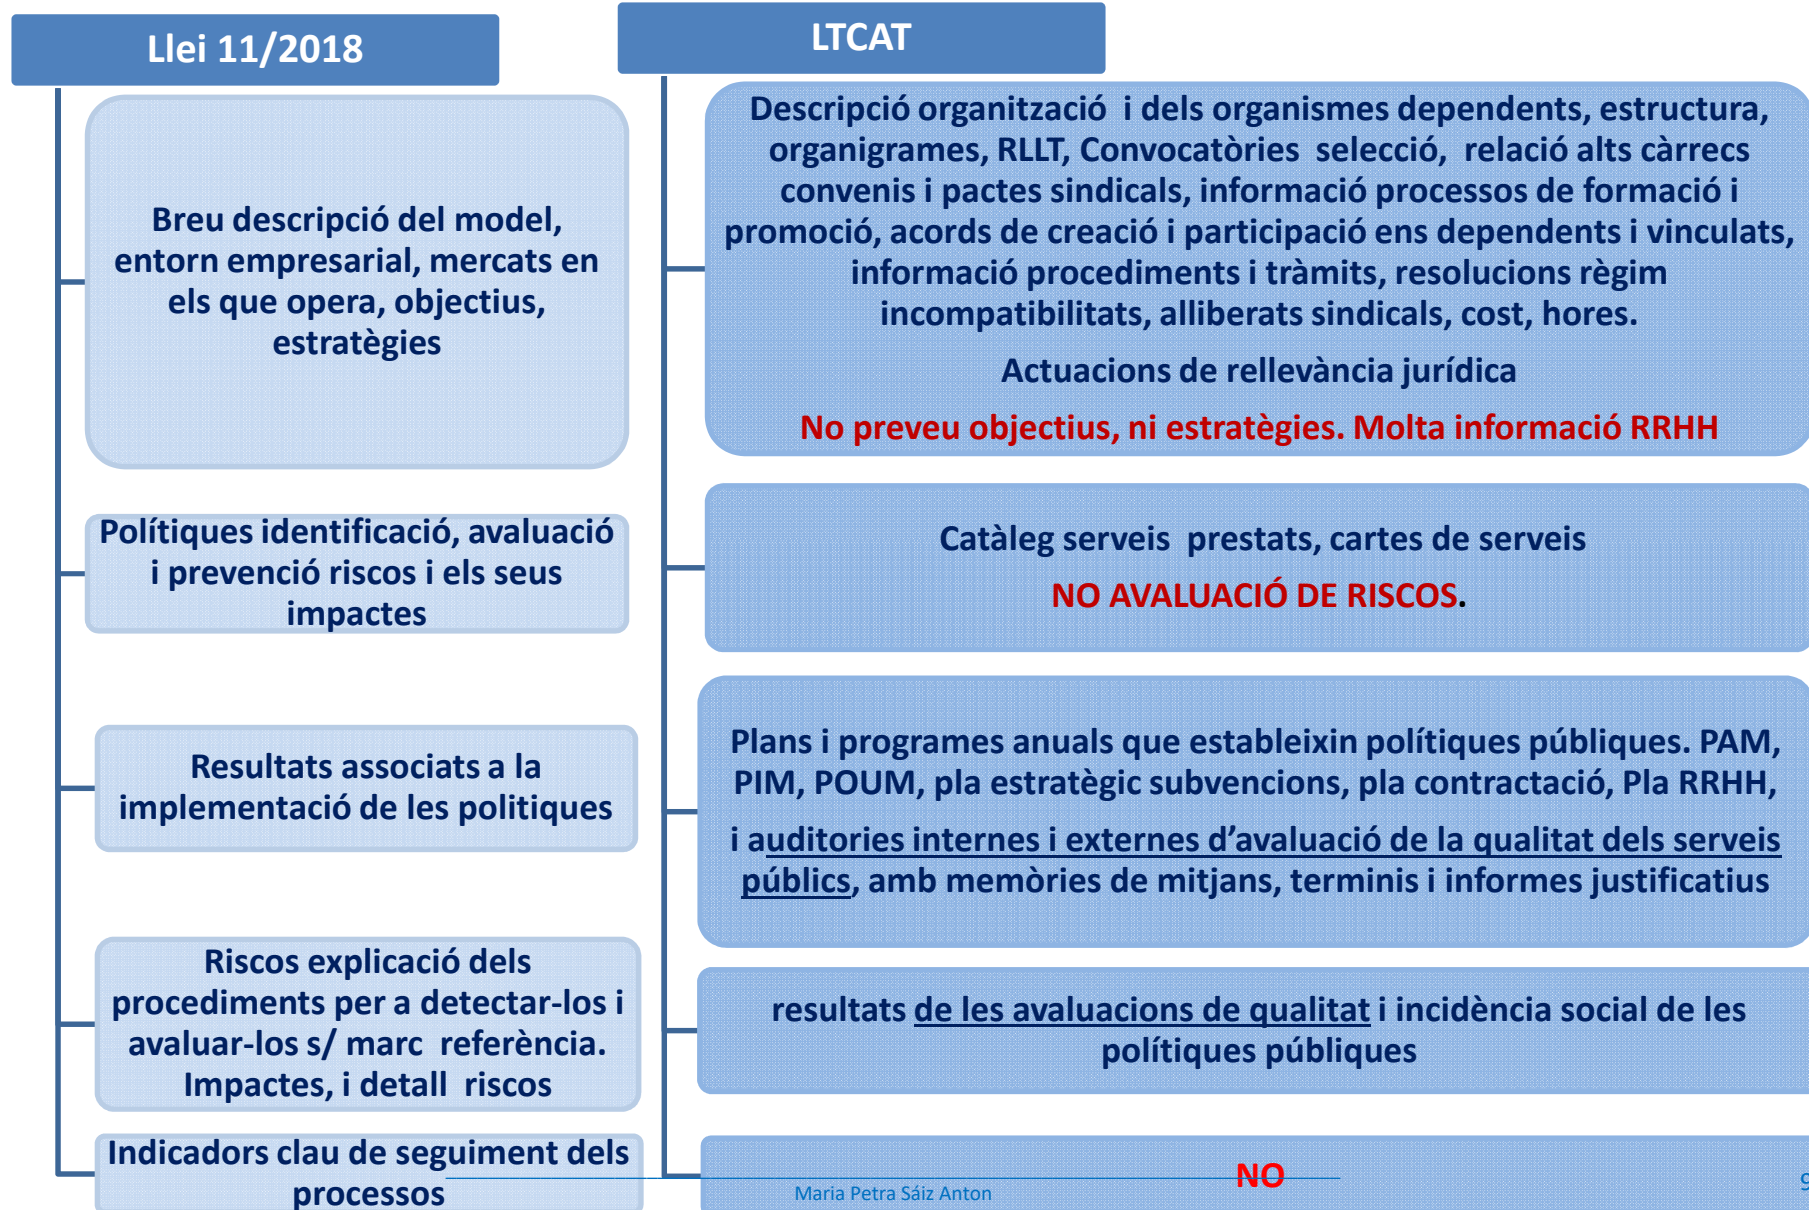 Llei 11/2018
Breu descripció del model,
entorn empresarial, mercats en
els que opera, objectius,
estratègies
Polítiques identificació, avaluació
i prevenció riscos i els seus
impactes
Resultats associats a la
implementació de les politiques
Riscos explicació dels
procediments per a detectar-los i
avaluar-los s/ marc referència.
Impactes, i detall riscos
Indicadors clau de seguiment dels
processos
LTCAT
Descripció organització i dels organismes dependents, estructura,
organigrames, RLLT, Convocatòries selecció, relació alts càrrecs
convenis i pactes sindicals, informació processos de formació i
promoció, acords de creació i participació ens dependents i vinculats,
informació procediments i tràmits, resolucions règim
incompatibilitats, alliberats sindicals, cost, hores.
Actuacions de rellevància jurídica
No preveu objectius, ni estratègies. Molta informació RRHH
Catàleg serveis prestats, cartes de serveis
NO AVALUACIÓ DE RISCOS.
Plans i programes anuals que estableixin polítiques públiques. PAM,
PIM, POUM, pla estratègic subvencions, pla contractació, Pla RRHH,
i auditories internes i externes d’avaluació de la qualitat dels serveis
públics, amb memòries de mitjans, terminis i informes justificatius
resultats de les avaluacions de qualitat i incidència social de les
polítiques públiques
NO
Maria Petra Sáiz Anton
9